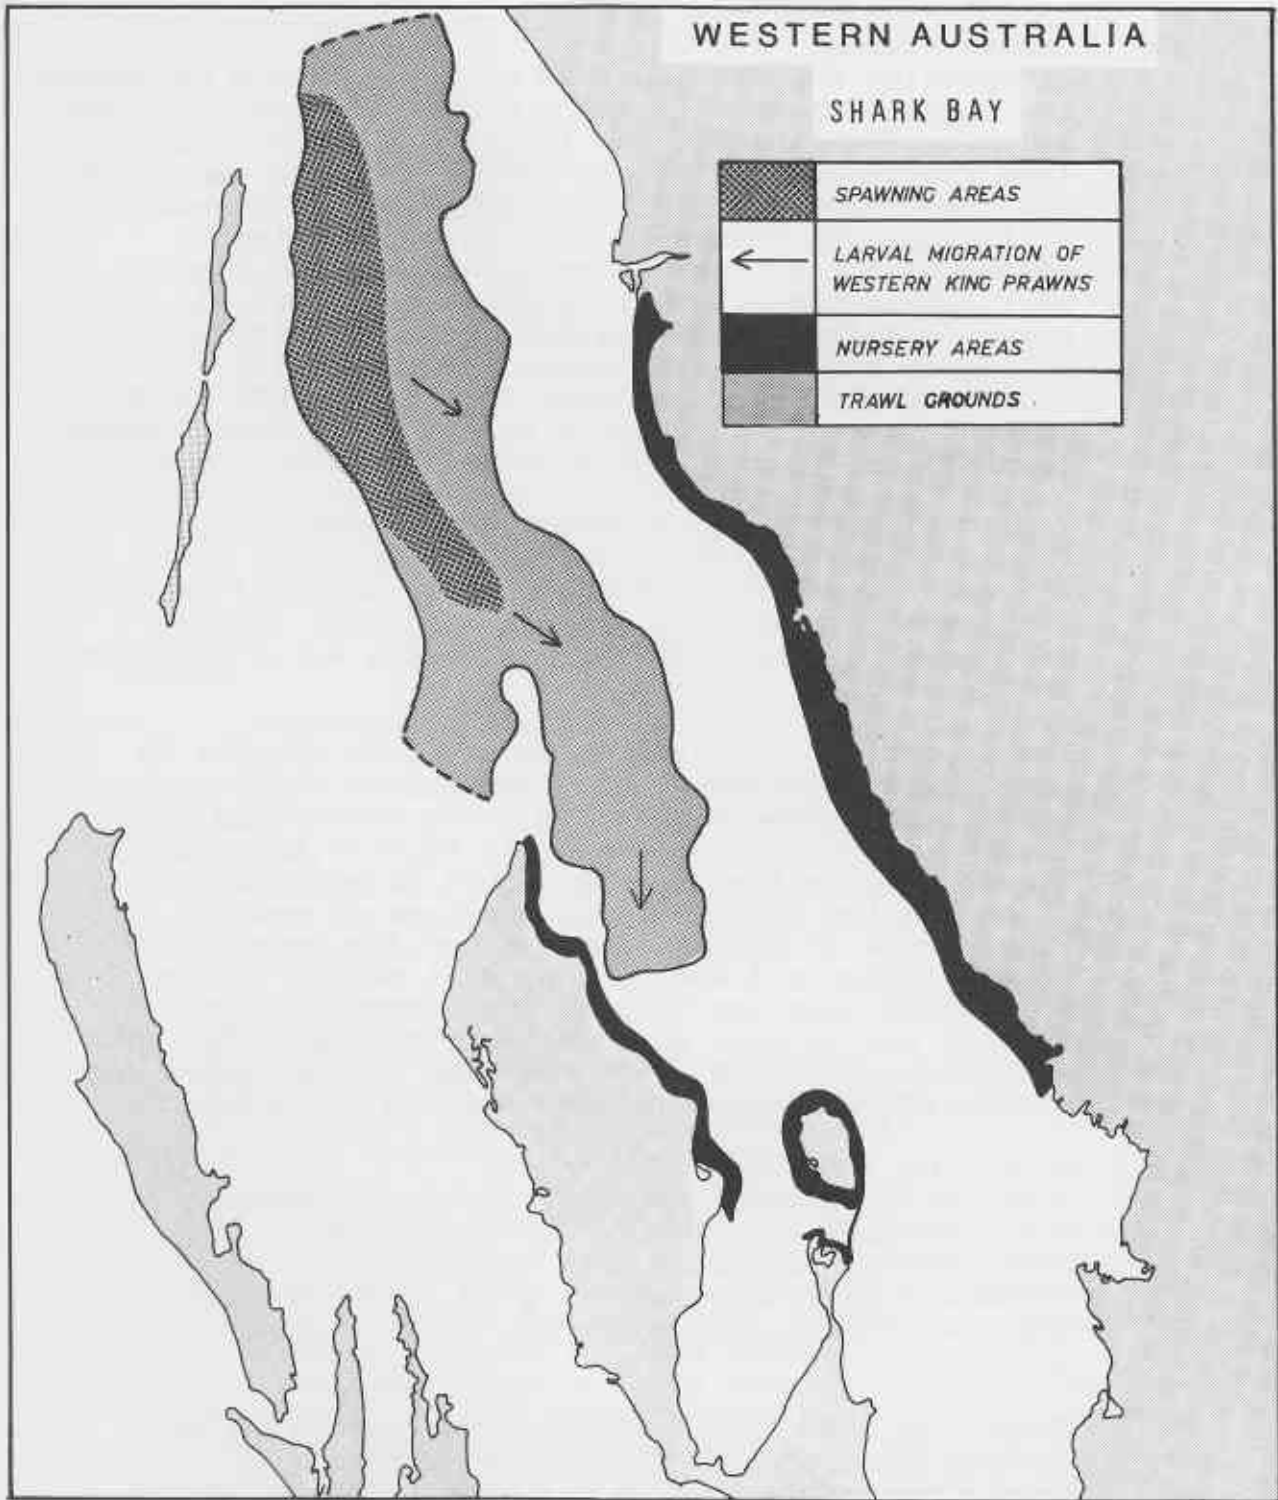 WESTERN AUSTRALIA
SHARK BAY
SPAWNING AREAS
LARVAL MIGRATION OF
WESTERN KING PRAWNS
NURSERY AREAS
TRAWL GROUNDS